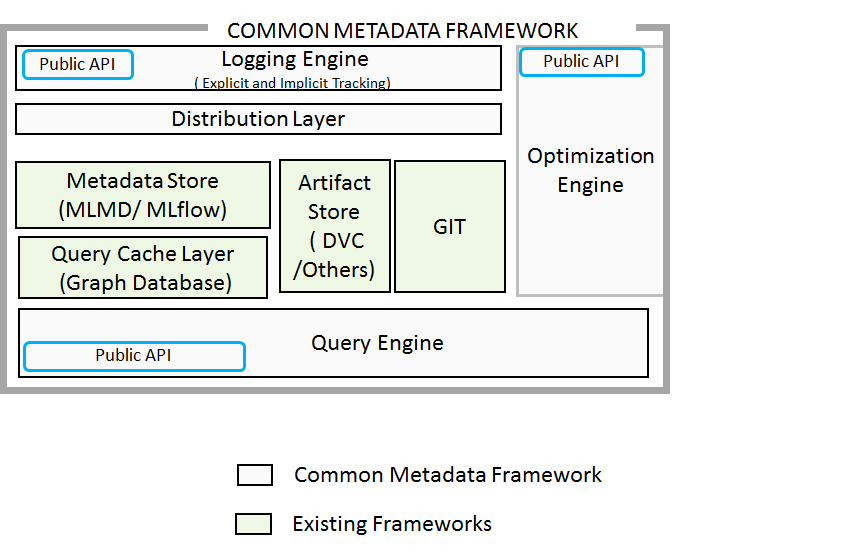 COMMON METADATA FRAMEWORK
Public API
Logging Engine
( Explicit and Implicit Tracking)
Public API
Distribution Layer
Optimization
Engine
Metadata Store
(MLMD/ MLflow)
Artifact
Store
( DVC
/Others)
GIT
Query Cache Layer
(Graph Database)
Query Engine
Public API
Common Metadata Framework
Existing Frameworks